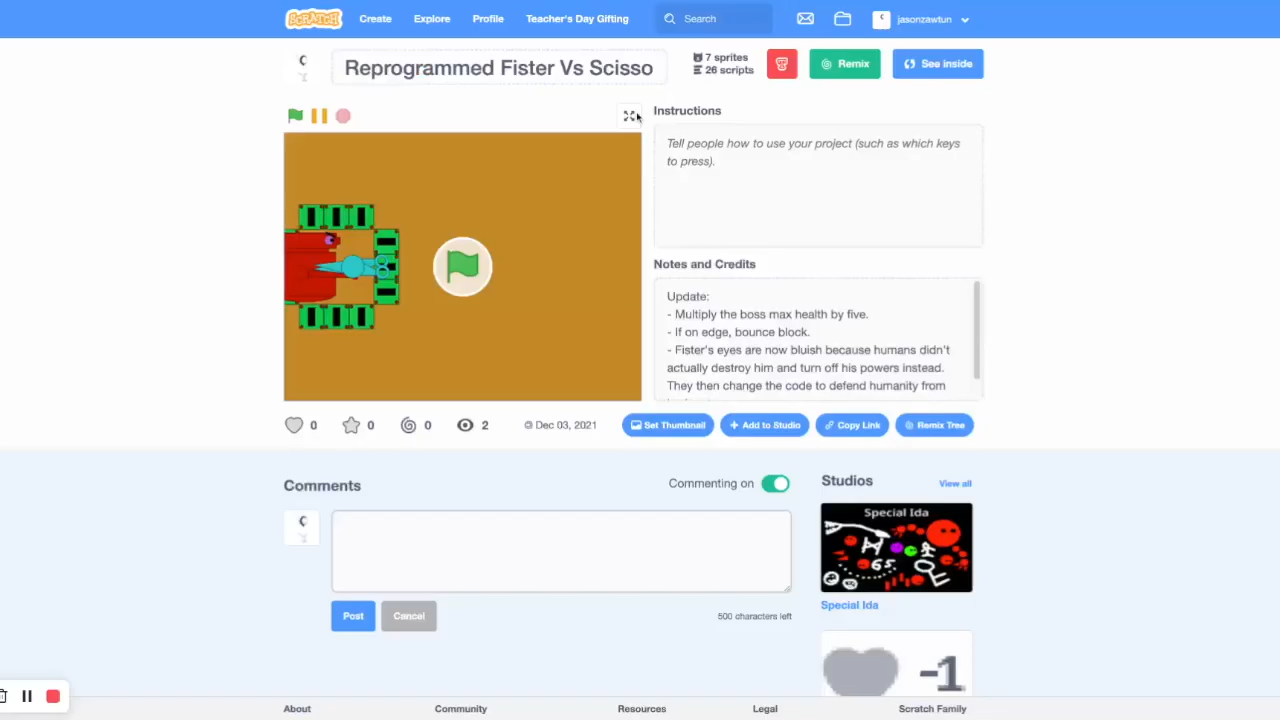 SCRATCH Create Explore Profile Teacher's Day Gifting Search jasonzawtun
Reprogrammed Fister Vs Scisso
7 sprites
26 scripts
Remix
See inside
Instructions
Tell people how to use your project (such as which keys
to press).
Notes and Credits
Update:
- Multiply the boss max health by five.
- If on edge, bounce block.
- Fister's eyes are now bluish because humans didn't
actually destroy him and turn off his powers instead.
They then change the code to defend humanity from
0 0 0 2 © Dec 03, 2021 Set Thumbnail Add to Studio Copy Link Remix Tree
Comments
Commenting on
Studios
View all
Special Ida
65
Special Ida
Post Cancel 500 characters left
-1
About Community Resources Legal Scratch Family